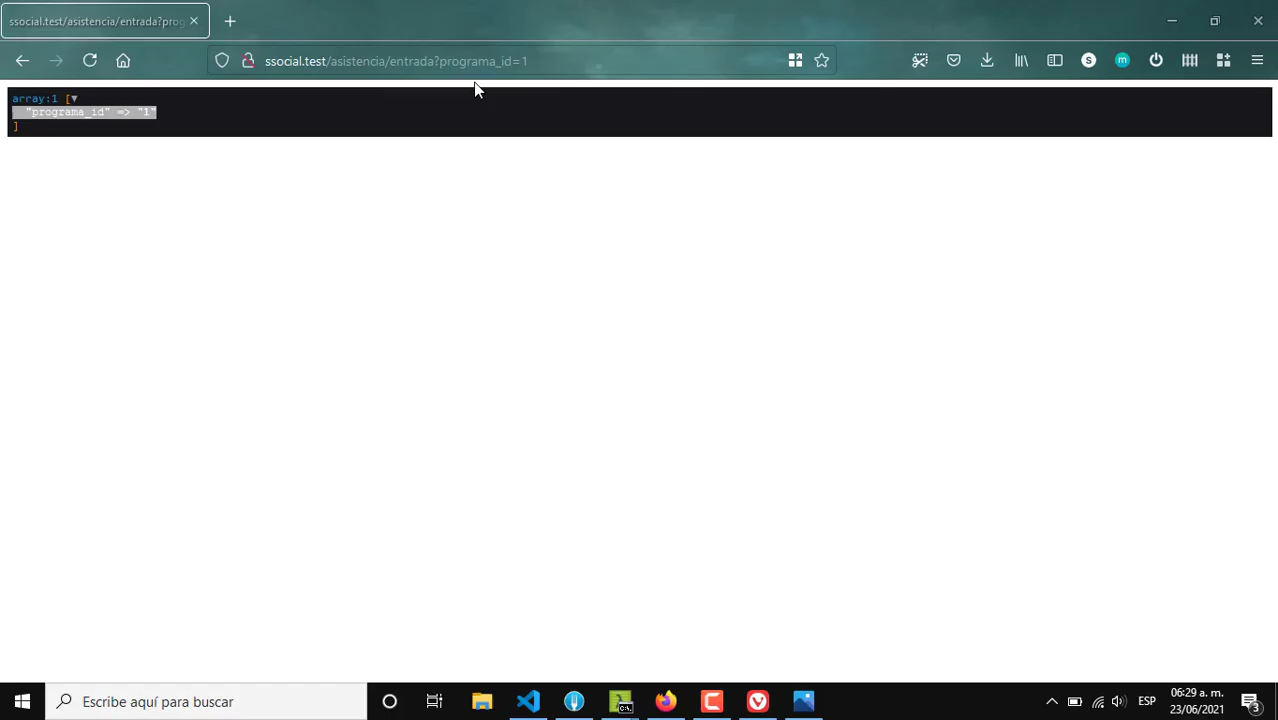 ssocial.test/asistencia/entrada?prog
ssocial.test/asistencia/entrada?programa_id=1
array:1 [▼
"programa_id" => "1"
]
Escribe aquí para buscar
ESP
06:29 a. m.
23/06/2021
3
S
m
C:\.